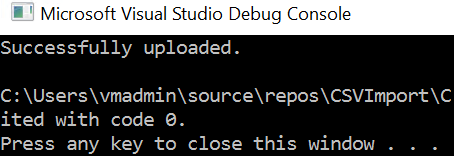 Microsoft Visual Studio Debug Console
Successfully uploaded.
C:\Users\vmadmin\source\repos\CSVImport\C
ited with code 0.
Press any key to close this window . . .